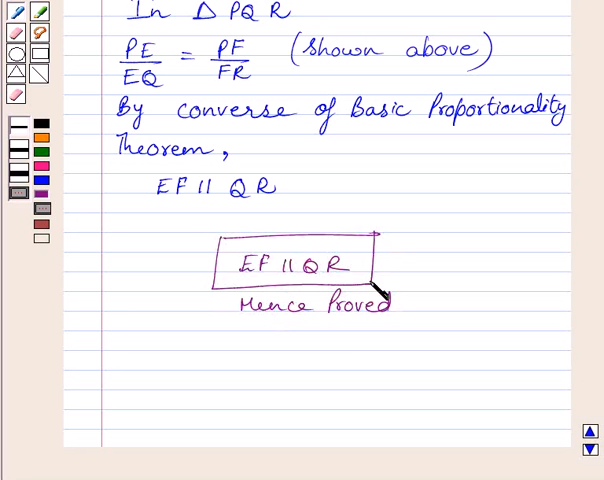 In Δ PQR
PE/EQ = PF/FR (Shown above)
By converse of Basic Proportionality
Theorem,
EF || QR
EF || QR
Hence Proved